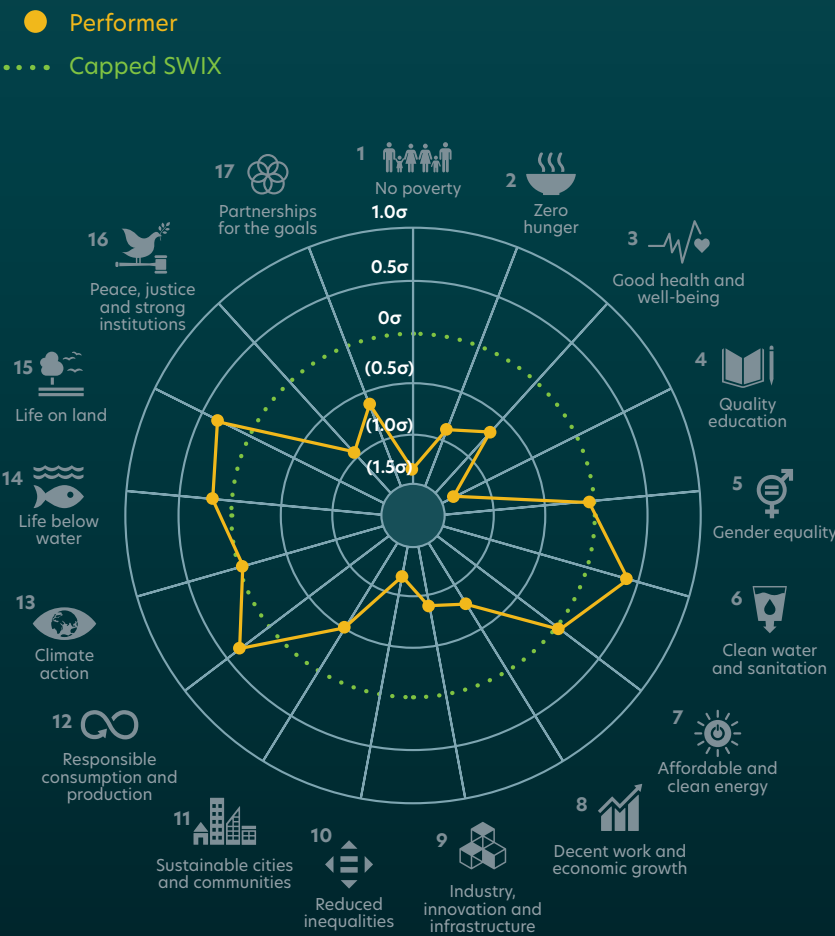 Performer
Capped SWIX
1
No poverty
2
Zero
hunger
3
Good health and
well-being
4
Quality
education
5
Gender equality
6
Clean water
and sanitation
7
Affordable and
clean energy
8
Decent work and
economic growth
9
Industry,
innovation and
infrastructure
10
Reduced
inequalities
11
Sustainable cities
and communities
12
Responsible
consumption and
production
13
Climate
action
14
Life below
water
15
Life on land
16
Peace, justice
and strong
institutions
17
Partnerships
for the goals
1.0σ
0.5σ
0σ
(0.5σ)
(1.0σ)
(1.5σ)